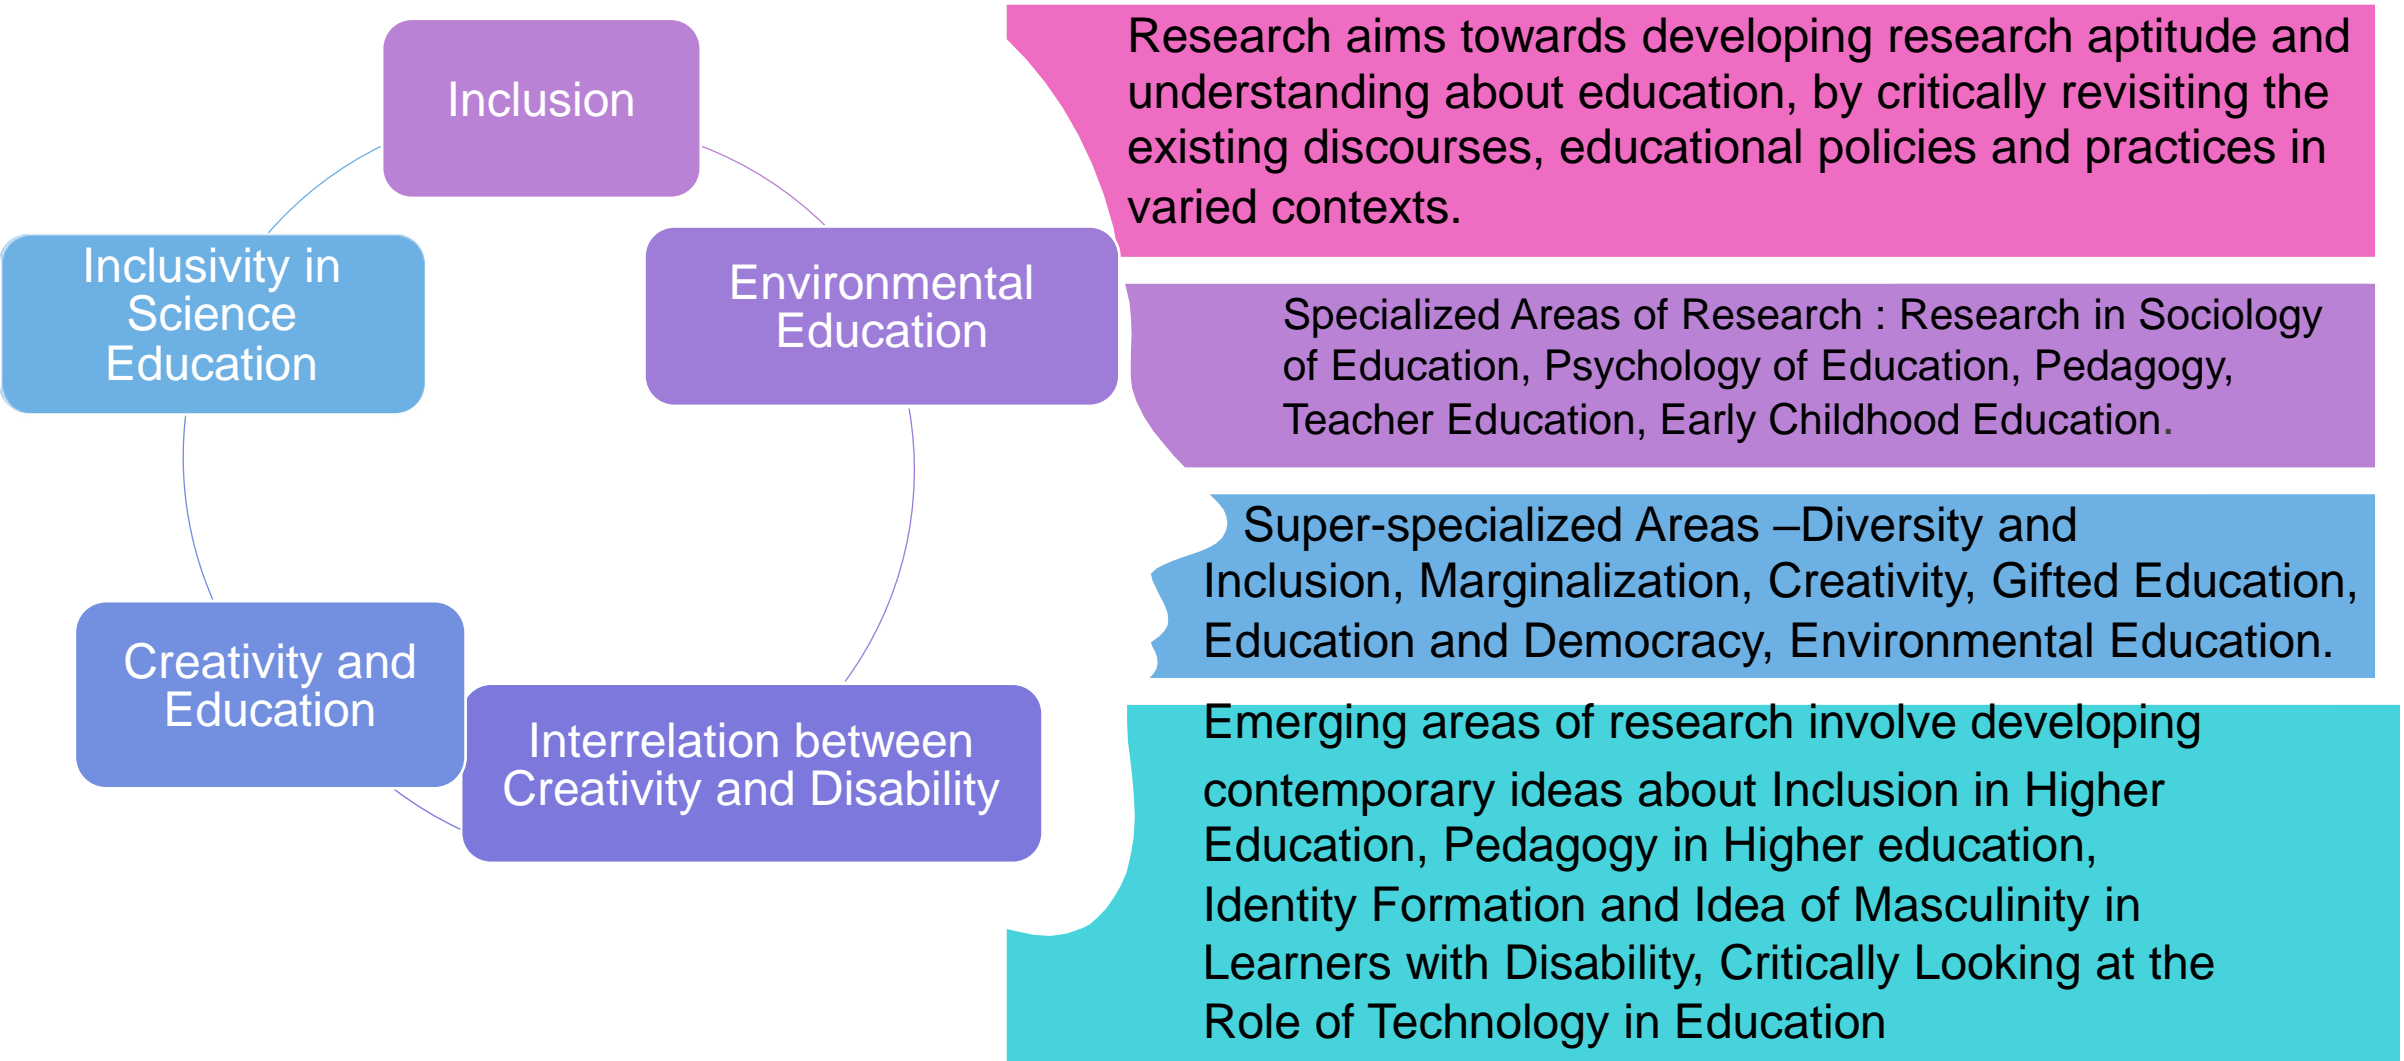 Inclusion
Environmental
Education
Interrelation between
Creativity and Disability
Creativity and
Education
Inclusivity in
Science
Education
Research aims towards developing research aptitude and
understanding about education, by critically revisiting the
existing discourses, educational policies and practices in
varied contexts.
Specialized Areas of Research : Research in Sociology
of Education, Psychology of Education, Pedagogy,
Teacher Education, Early Childhood Education.
Super-specialized Areas –Diversity and
Inclusion, Marginalization, Creativity, Gifted Education,
Education and Democracy, Environmental Education.
Emerging areas of research involve developing
contemporary ideas about Inclusion in Higher
Education, Pedagogy in Higher education,
Identity Formation and Idea of Masculinity in
Learners with Disability, Critically Looking at the
Role of Technology in Education